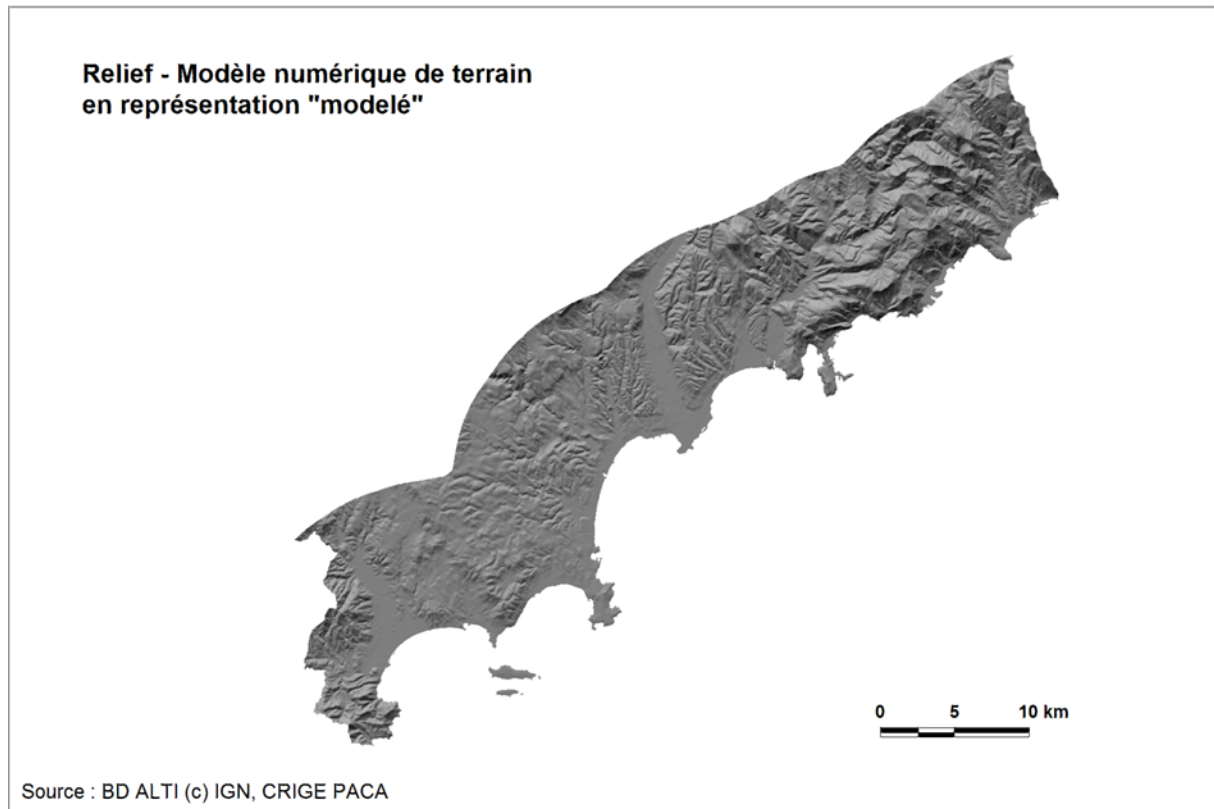 Relief - Modèle numérique de terrain
en représentation "modelé"
0 5 10 km
Source : BD ALTI (c) IGN, CRIGE PACA